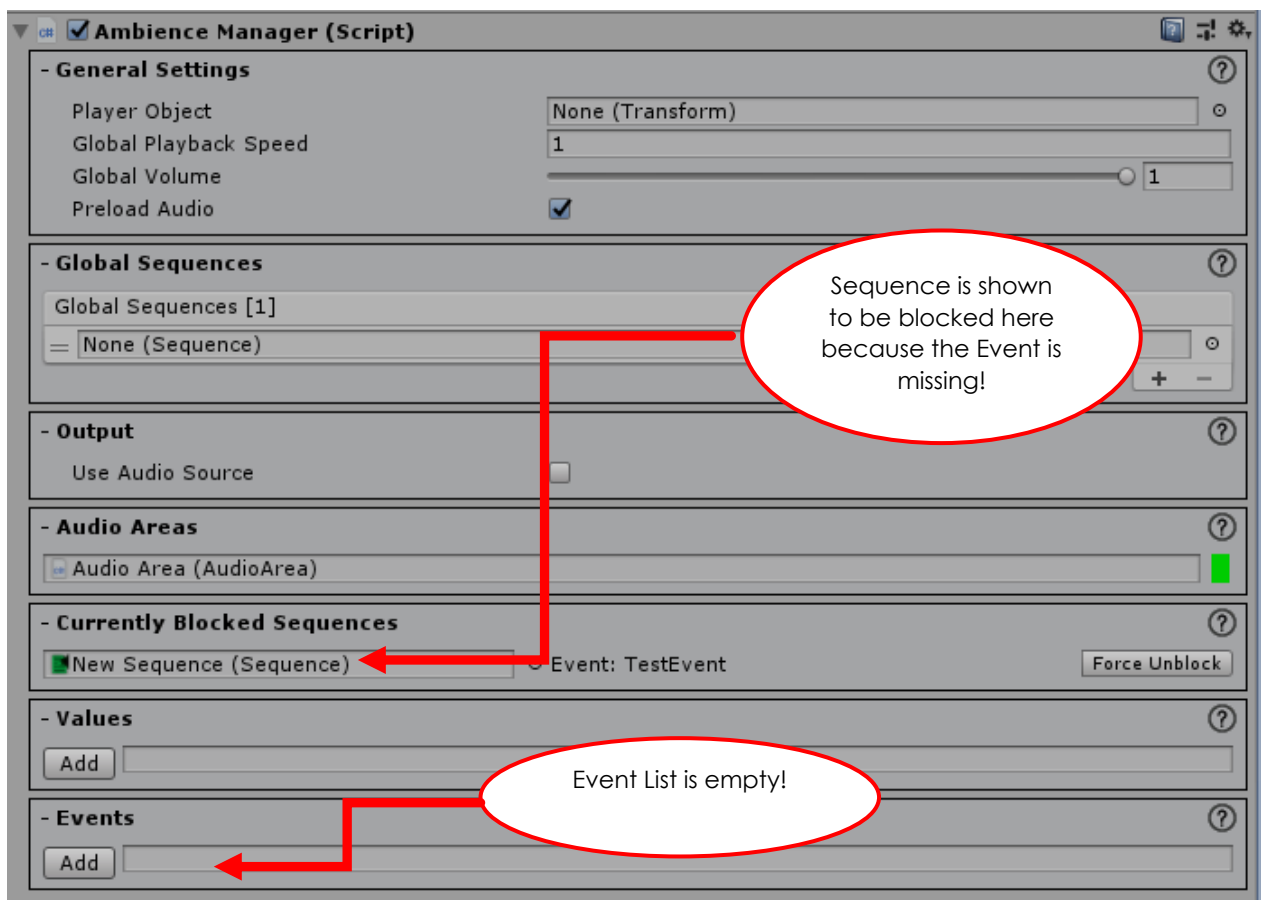 Ambience Manager (Script)
- General Settings
Player Object None (Transform)
Global Playback Speed 1
Global Volume 1
Preload Audio
- Global Sequences
Global Sequences [1]
None (Sequence)
+ −
Sequence is shown
to be blocked here
because the Event is
missing!
- Output
Use Audio Source
- Audio Areas
Audio Area (AudioArea)
- Currently Blocked Sequences
New Sequence (Sequence) Event: TestEvent Force Unblock
- Values
Add
Event List is empty!
- Events
Add